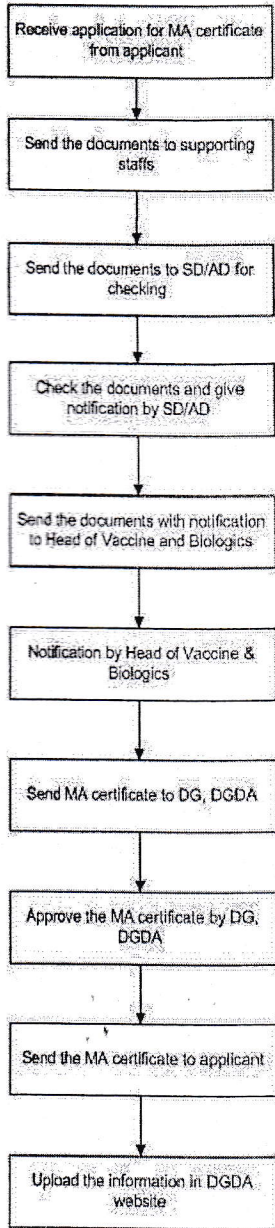 Receive application for MA certificate
from applicant
Send the documents to supporting
staffs
Send the documents to SD/AD for
checking
Check the documents and give
notification by SD/AD
Send the documents with notification
to Head of Vaccine and Biologics
Notification by Head of Vaccine &
Biologics
Send MA certificate to DG, DGDA
Approve the MA certificate by DG,
DGDA
Send the MA certificate to applicant
Upload the information in DGDA
website